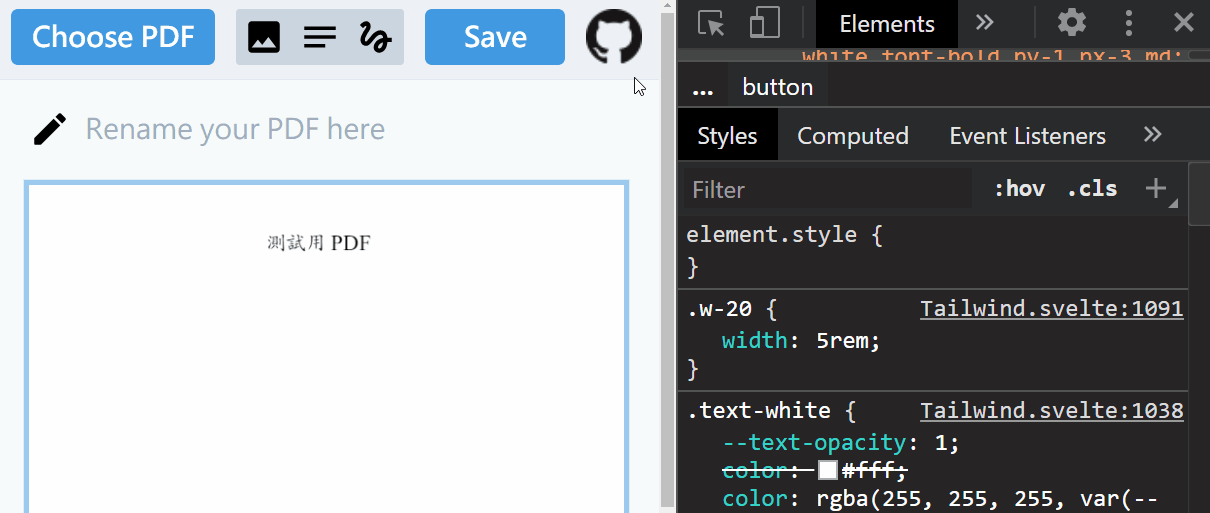 Choose PDF
Save
Rename your PDF here
測試用 PDF
Elements
white font-bold py-1 px-3 md:
... button
Styles Computed Event Listeners
Filter :hov .cls
element.style {
}
.w-20 { Tailwind.svelte:1091
width: 5rem;
}
.text-white { Tailwind.svelte:1038
--text-opacity: 1;
color: #fff;
color: rgba(255, 255, 255, var(--